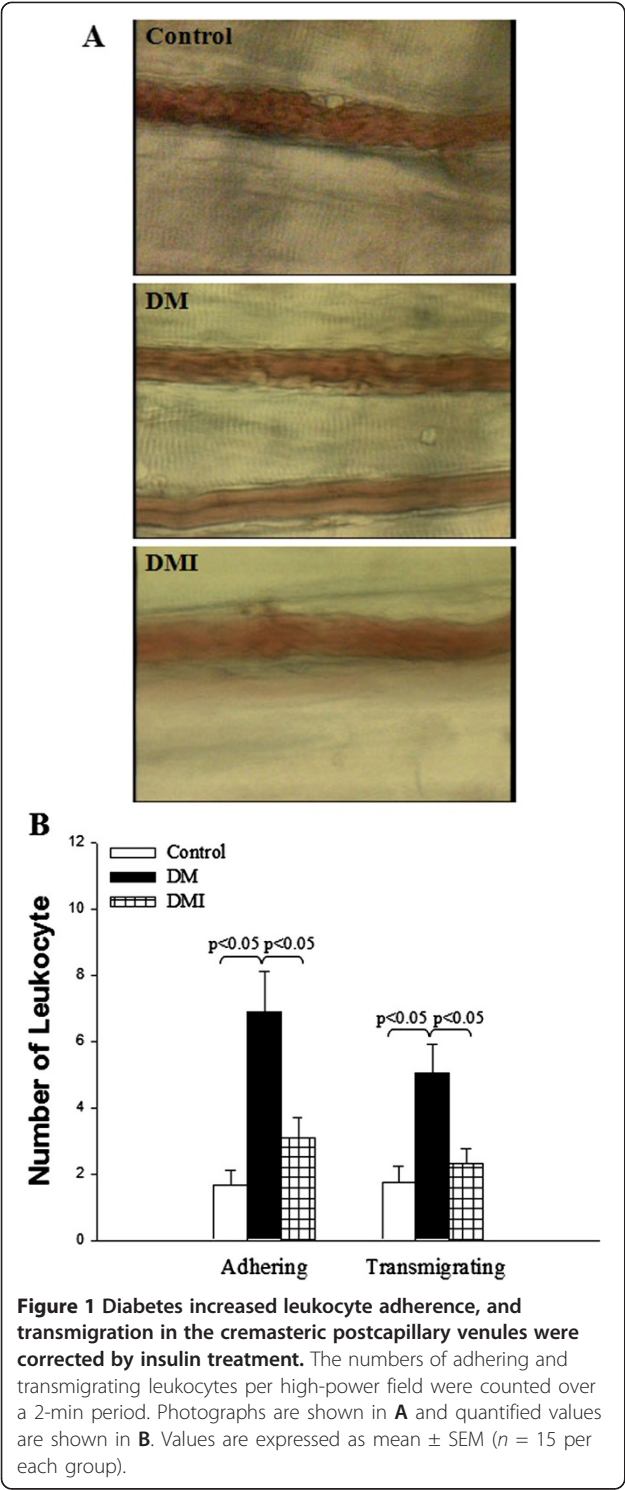 A
Control
DM
DMI
B
12
10
8
6
4
2
0
Number of Leukocyte
Control
DM
DMI
p<0.05 p<0.05
p<0.05 p<0.05
Adhering
Transmigrating
Figure 1 Diabetes increased leukocyte adherence, and
transmigration in the cremasteric postcapillary venules were
corrected by insulin treatment. The numbers of adhering and
transmigrating leukocytes per high-power field were counted over
a 2-min period. Photographs are shown in A and quantified values
are shown in B. Values are expressed as mean ± SEM (n = 15 per
each group).